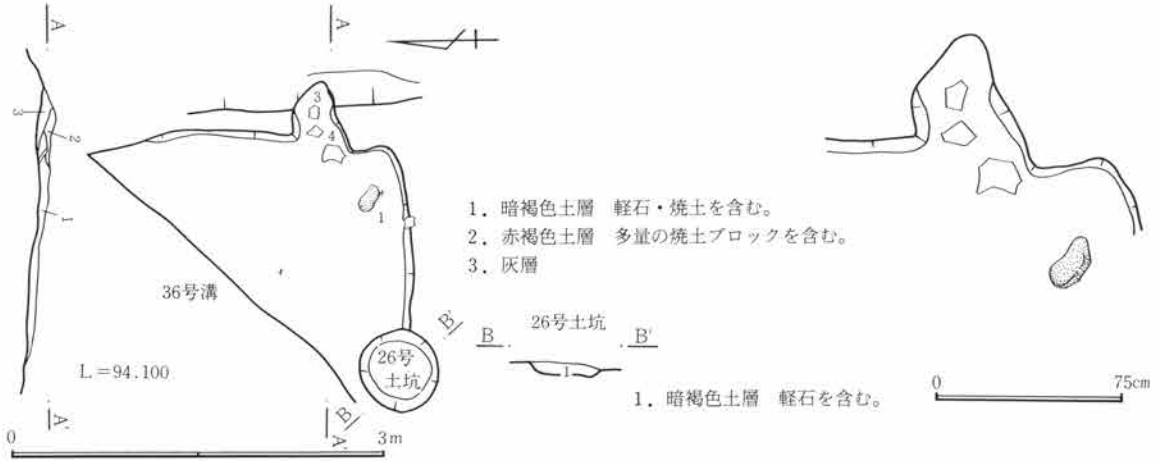 A
A
3
2
1
3
4
1
1. 暗褐色土層 軽石・焼土を含む。
2. 赤褐色土層 多量の焼土ブロックを含む。
3. 灰層
36号溝
26号土坑
B
B'
26号
土坑
B'
B
1
L=94.100
1. 暗褐色土層 軽石を含む。
A'
A'
0
3m
0
75cm